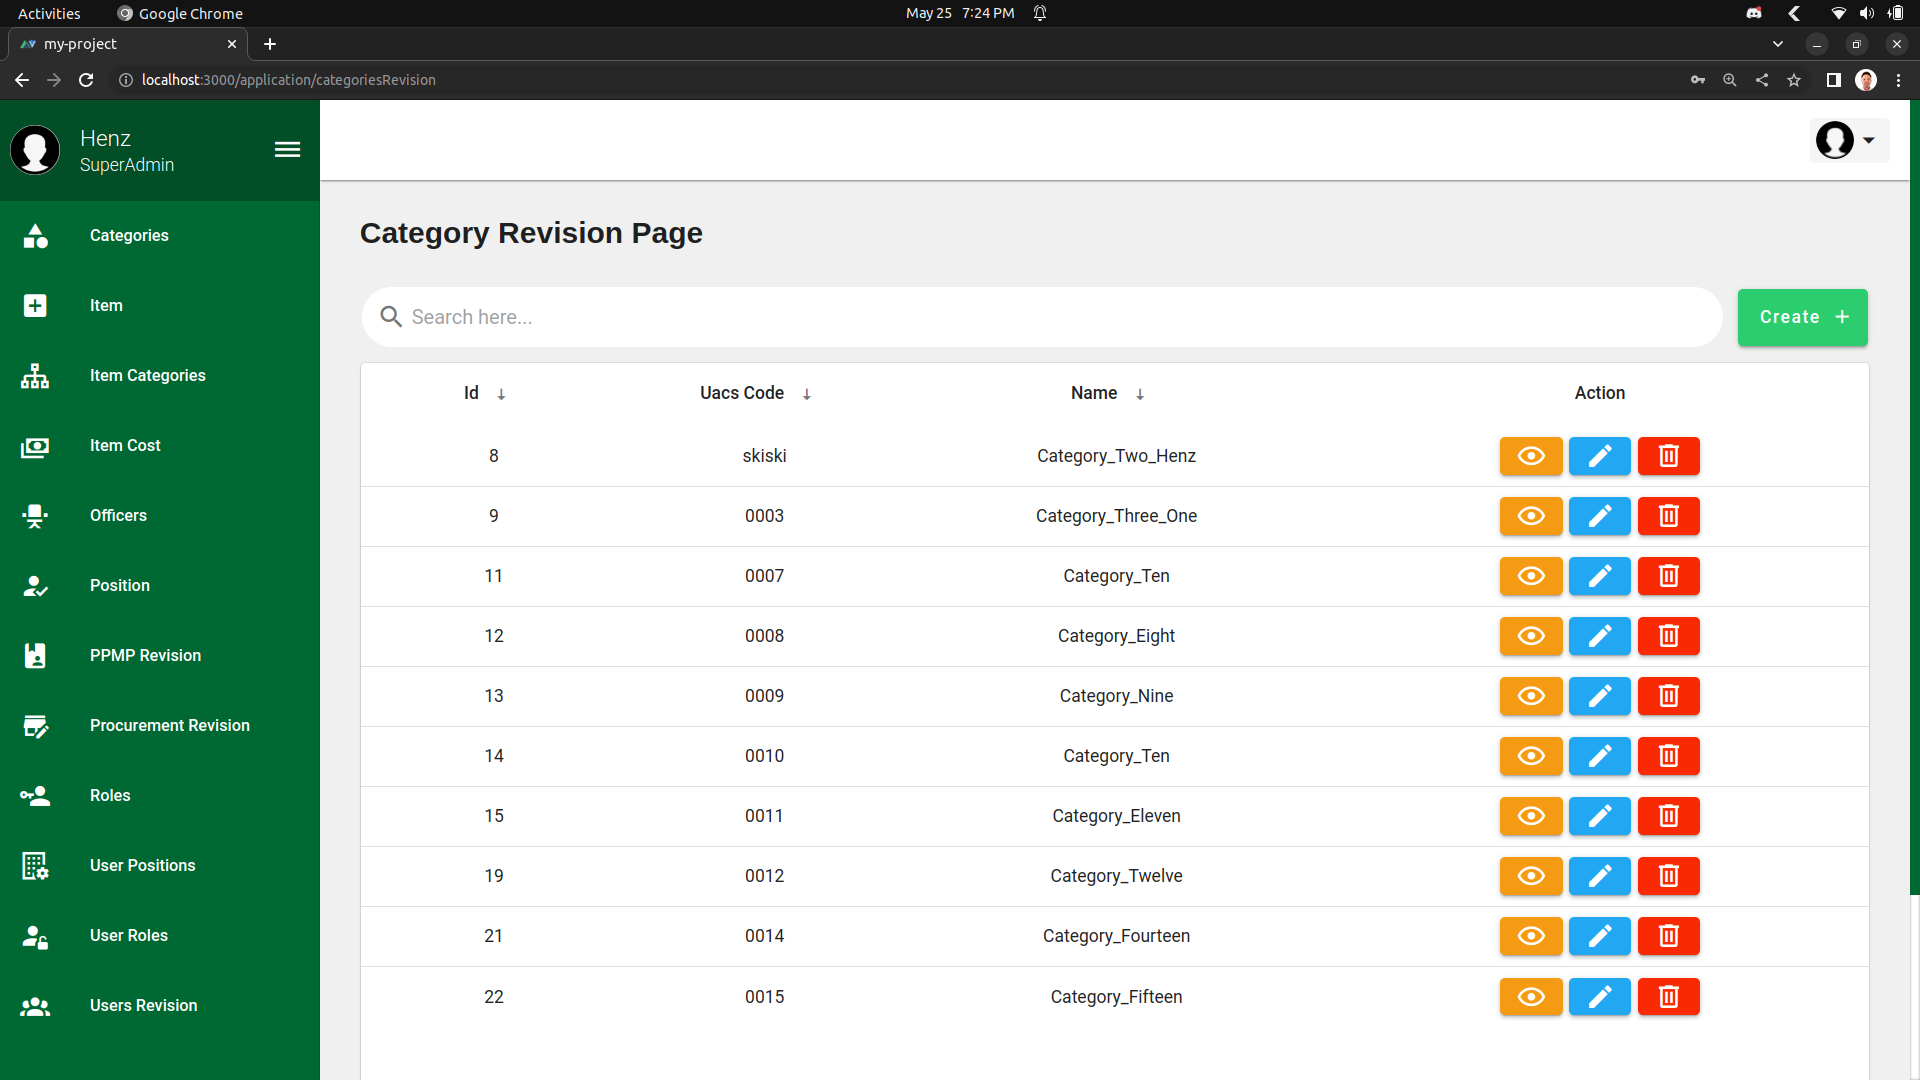 Activities Google Chrome May 25 7:24 PM
my-project
localhost:3000/application/categoriesRevision
Henz
SuperAdmin
Categories
Item
Item Categories
Item Cost
Officers
Position
PPMP Revision
Procurement Revision
Roles
User Positions
User Roles
Users Revision
Category Revision Page
Search here...
Create +
Id ↓ Uacs Code ↓ Name ↓ Action
8 skiski Category_Two_Henz
9 0003 Category_Three_One
11 0007 Category_Ten
12 0008 Category_Eight
13 0009 Category_Nine
14 0010 Category_Ten
15 0011 Category_Eleven
19 0012 Category_Twelve
21 0014 Category_Fourteen
22 0015 Category_Fifteen